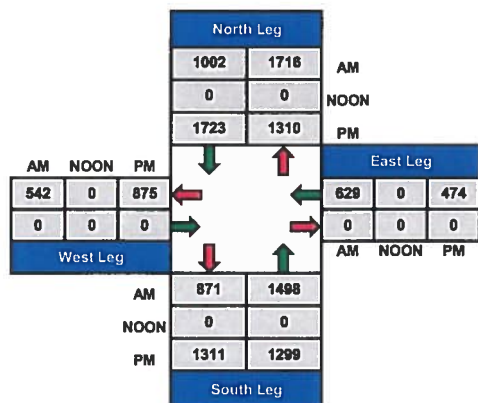 North Leg
1002 1716 AM
0 0 NOON
1723 1310 PM
AM NOON PM
542 0 875
0 0 0
West Leg
East Leg
629 0 474
0 0 0
AM NOON PM
AM 871 1498
NOON 0 0
PM 1311 1299
South Leg